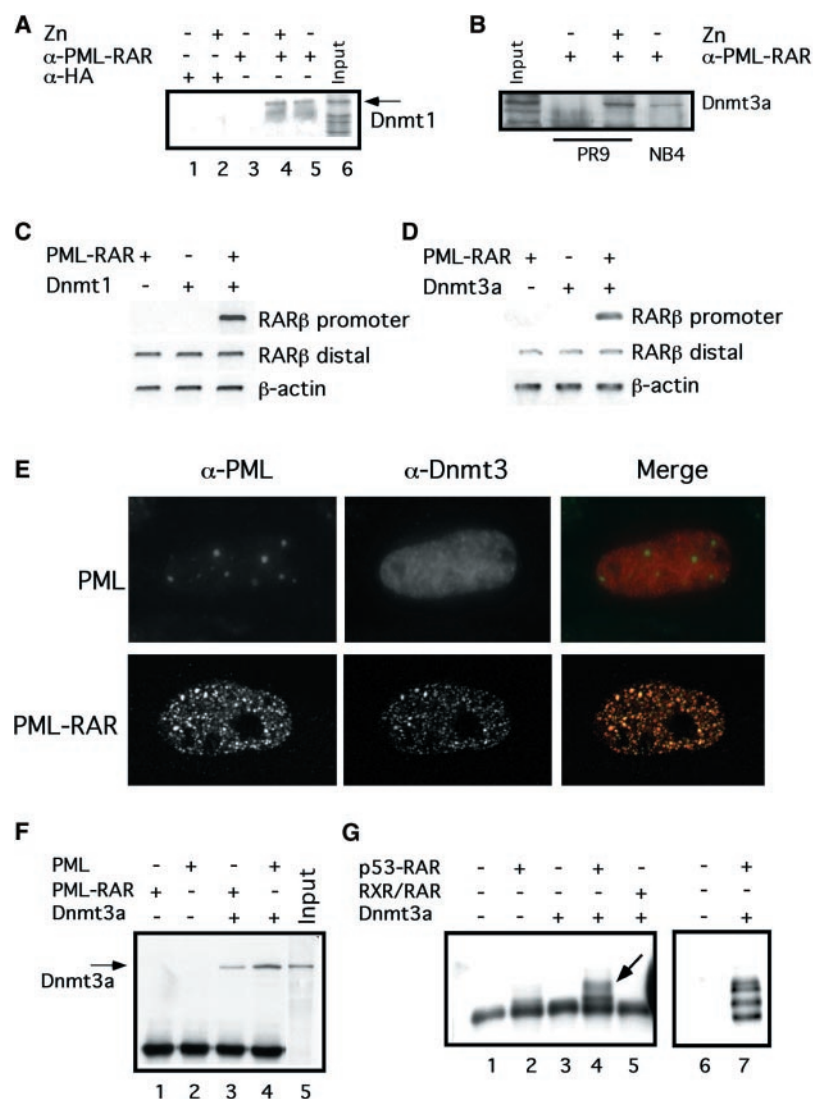 A
Zn - + - + -
α-PML-RAR - - + + +
α-HA + + - - -
Input
Dnmt1
1 2 3 4 5 6
B
Input
Zn - + -
α-PML-RAR + + +
Dnmt3a
PR9 NB4
C
PML-RAR + - +
Dnmt1 - + +
RARβ promoter
RARβ distal
β-actin
D
PML-RAR + - +
Dnmt3a - + +
RARβ promoter
RARβ distal
β-actin
E
α-PML α-Dnmt3 Merge
PML
PML-RAR
F
PML - + - +
PML-RAR + - + -
Dnmt3a - - + +
Input
Dnmt3a
1 2 3 4 5
G
p53-RAR - + - + - - +
RXR/RAR - - - - + - -
Dnmt3a - - + + + - +
1 2 3 4 5 6 7